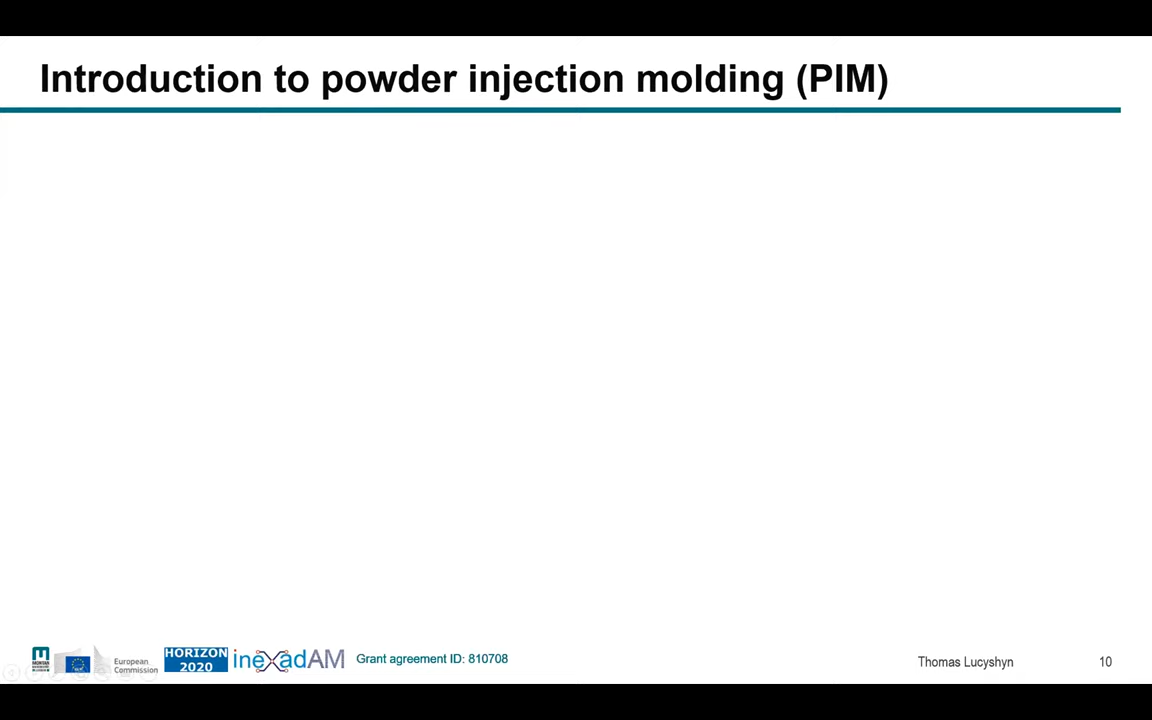 Introduction to powder injection molding (PIM)
European
Commission
HORIZON
2020
inexadAM
Grant agreement ID: 810708
Thomas Lucyshyn
10